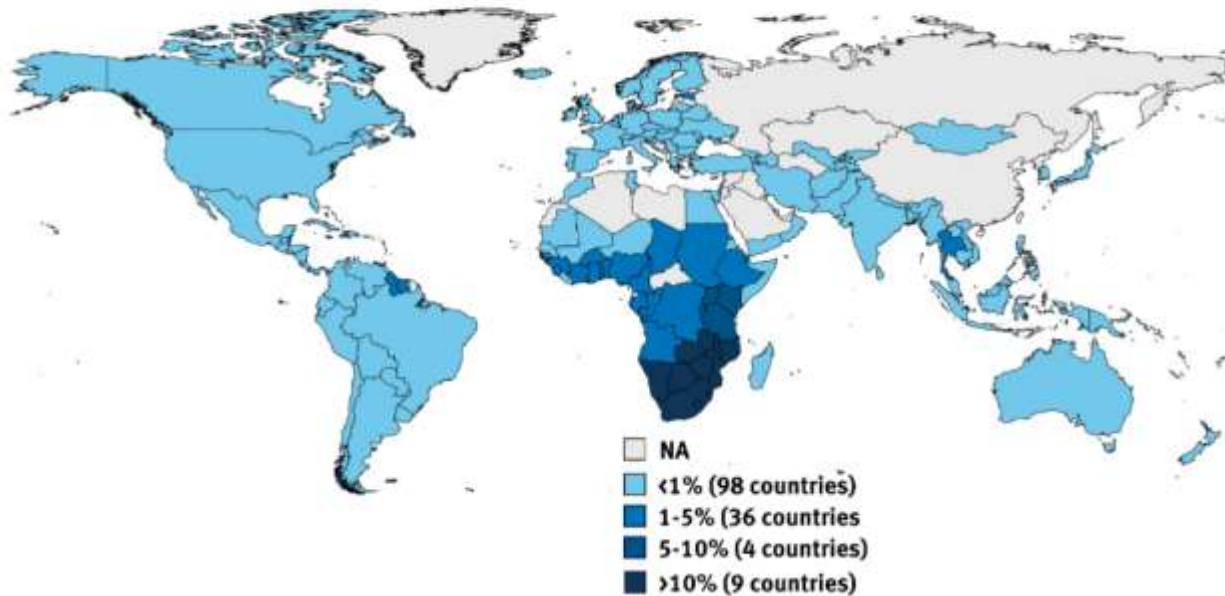 NA
<1% (98 countries)
1-5% (36 countries
5-10% (4 countries)
>10% (9 countries)